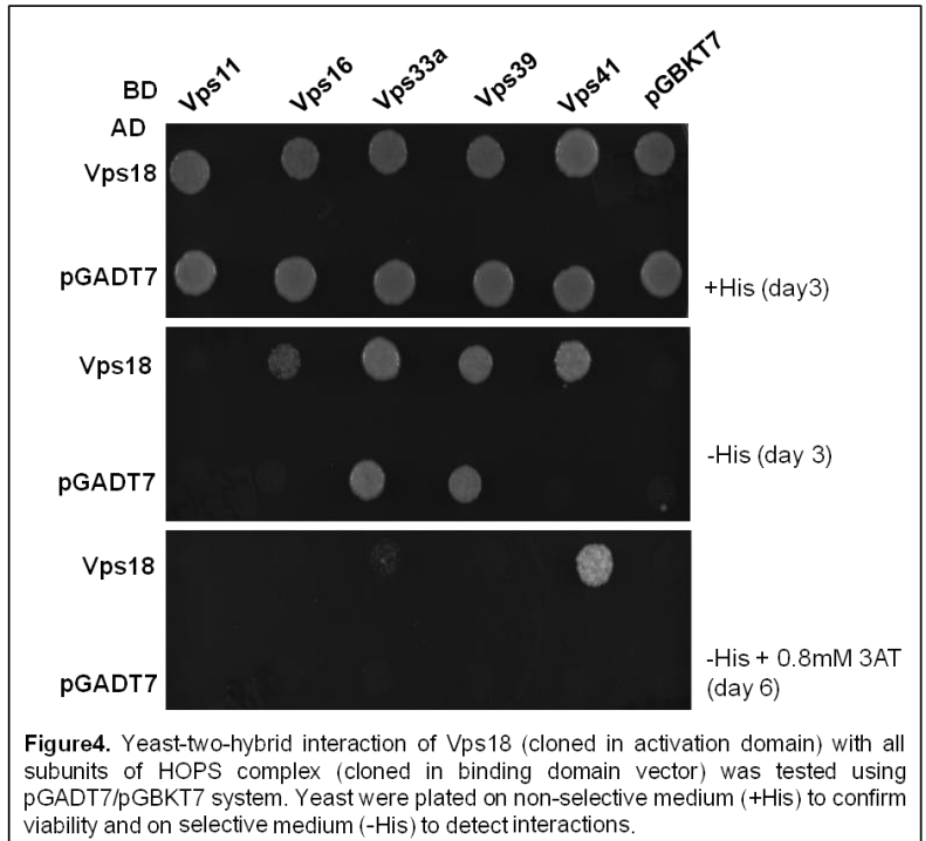 BD Vps11 Vps16 Vps33a Vps39 Vps41 pGBKT7
AD
Vps18
pGADT7
+His (day3)
Vps18
-His (day 3)
pGADT7
Vps18
-His + 0.8mM 3AT
(day 6)
pGADT7
Figure4. Yeast-two-hybrid interaction of Vps18 (cloned in activation domain) with all
subunits of HOPS complex (cloned in binding domain vector) was tested using
pGADT7/pGBKT7 system. Yeast were plated on non-selective medium (+His) to confirm
viability and on selective medium (-His) to detect interactions.